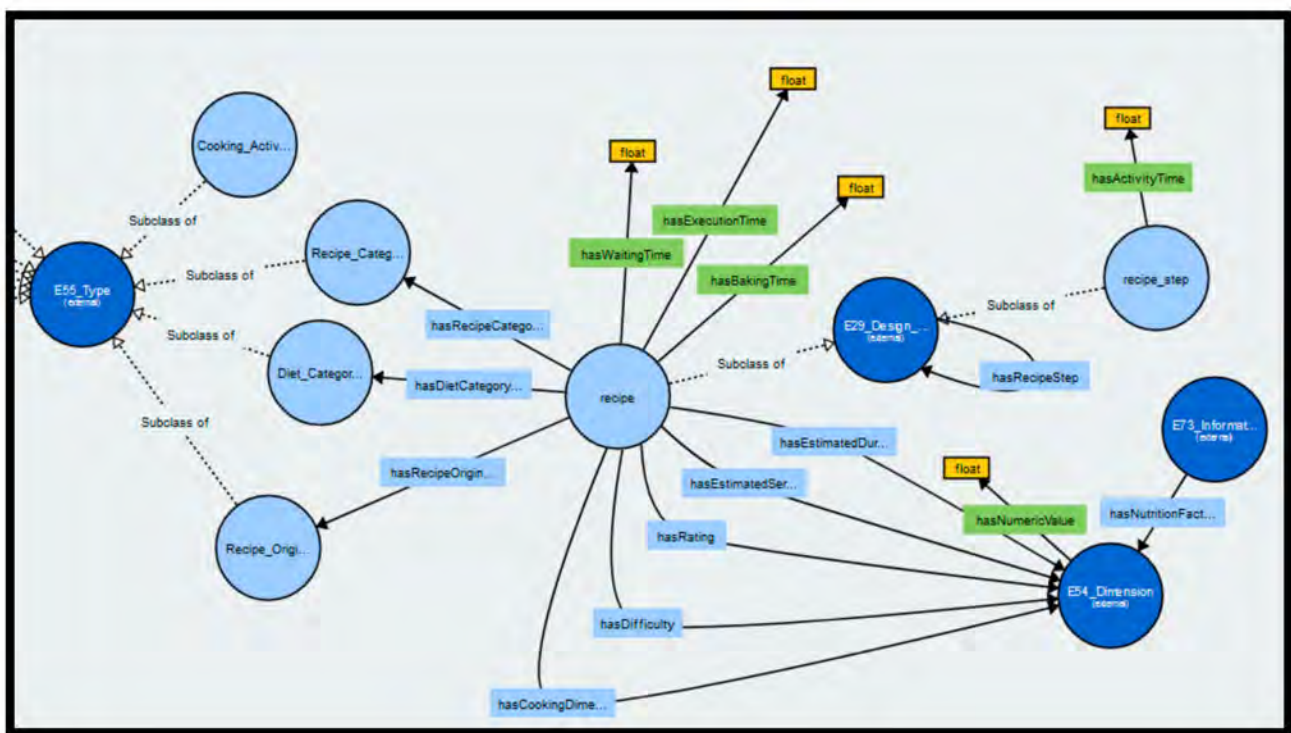 float
float
Cooking_Activ...
float
float
hasActivityTime
Subclass of
hasExecutionTime
Recipe_Categ...
hasWaitingTime
Subclass of
hasBakingTime
recipe_step
E55_Type
(external)
Subclass of
hasRecipeCatego...
E29_Design_...
(external)
Subclass of
Subclass of
Diet_Categor...
hasDietCategory...
hasRecipeStep
recipe
Subclass of
E73_Informat...
(external)
hasEstimatedDur...
hasRecipeOrigin...
float
hasEstimatedSer...
hasNutritionFact...
hasNumericValue
hasRating
Recipe_Origi...
E54_Dimension
(external)
hasDifficulty
hasCookingDime...